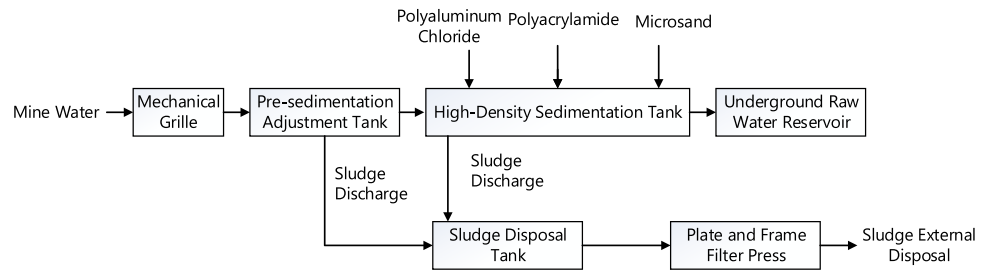 Polyaluminum
Chloride
Polyacrylamide
Microsand
Mine Water
Mechanical
Grille
Pre-sedimentation
Adjustment Tank
High-Density Sedimentation Tank
Underground Raw
Water Reservoir
Sludge
Discharge
Sludge
Discharge
Sludge Disposal
Tank
Plate and Frame
Filter Press
Sludge External
Disposal